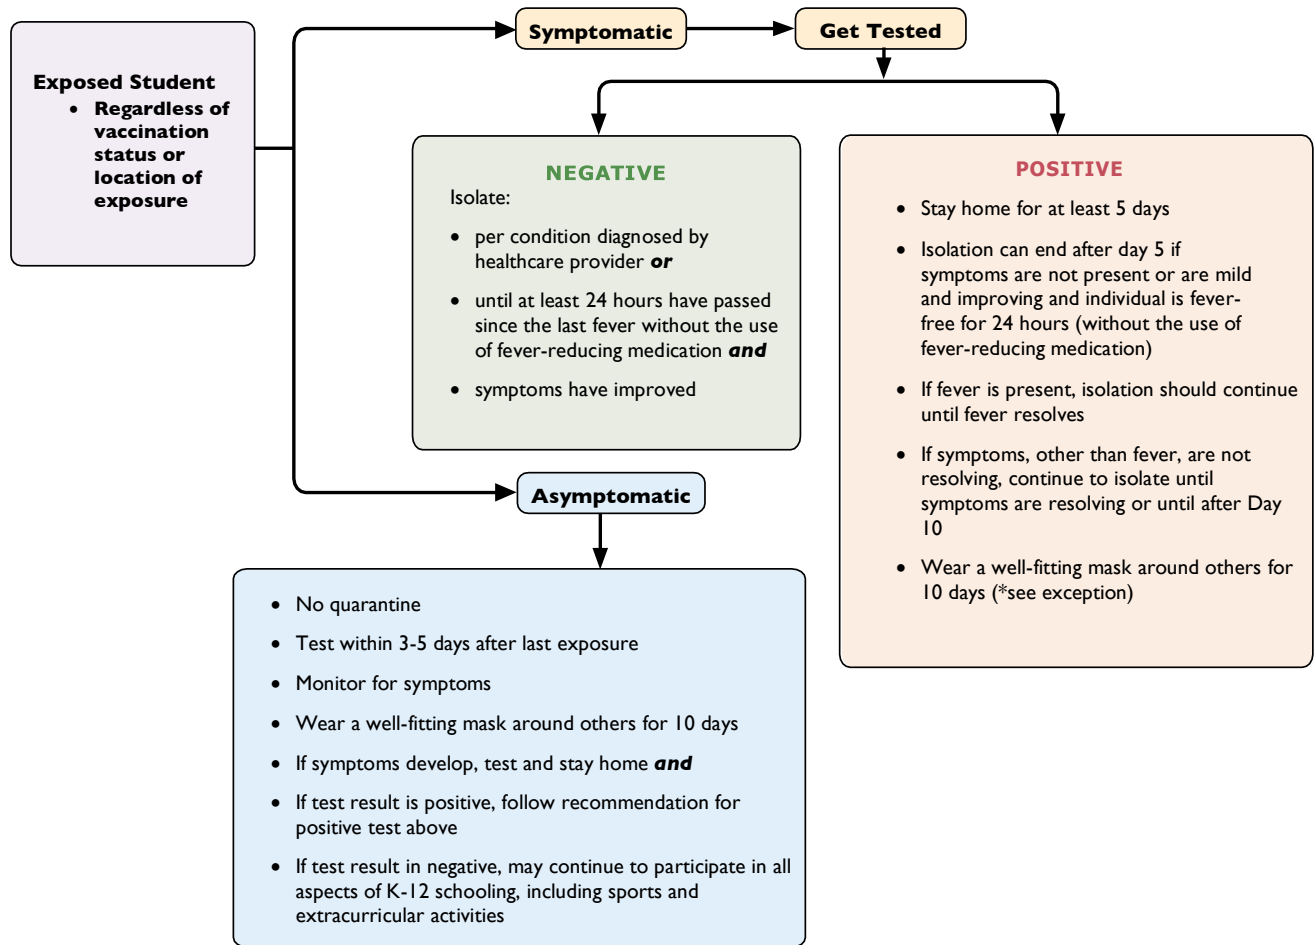 Exposed Student
• Regardless of
vaccination
status or
location of
exposure
Symptomatic
Get Tested
NEGATIVE
Isolate:
• per condition diagnosed by
healthcare provider or
• until at least 24 hours have passed
since the last fever without the use
of fever-reducing medication and
• symptoms have improved
POSITIVE
• Stay home for at least 5 days
• Isolation can end after day 5 if
symptoms are not present or are mild
and improving and individual is fever-
free for 24 hours (without the use of
fever-reducing medication)
• If fever is present, isolation should continue
until fever resolves
• If symptoms, other than fever, are not
resolving, continue to isolate until
symptoms are resolving or until after Day
10
• Wear a well-fitting mask around others for
10 days (*see exception)
Asymptomatic
• No quarantine
• Test within 3-5 days after last exposure
• Monitor for symptoms
• Wear a well-fitting mask around others for 10 days
• If symptoms develop, test and stay home and
• If test result is positive, follow recommendation for
positive test above
• If test result in negative, may continue to participate in all
aspects of K-12 schooling, including sports and
extracurricular activities